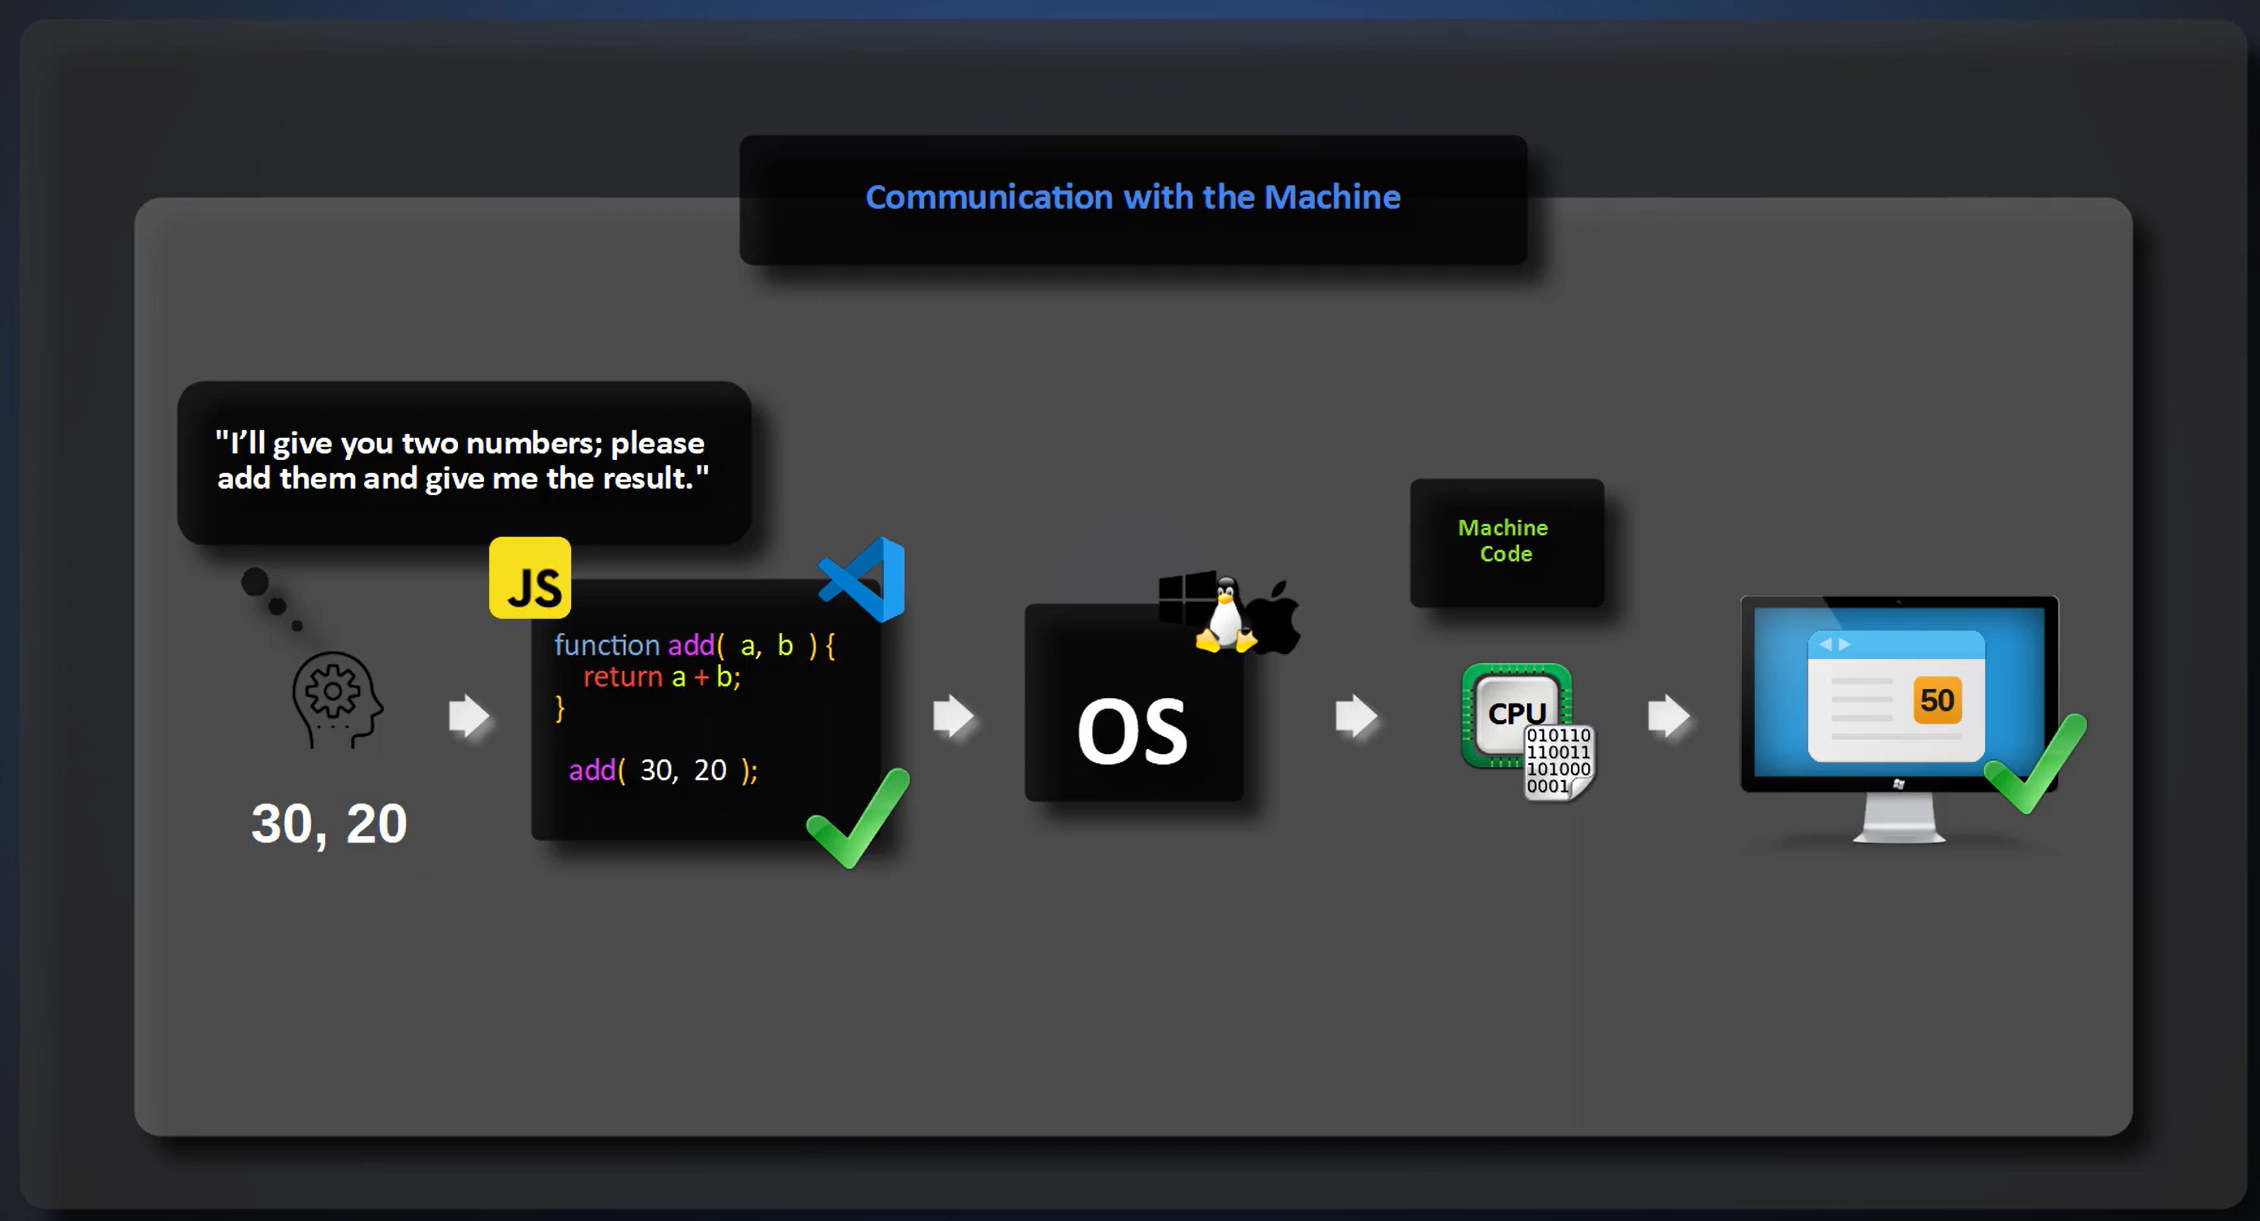 Communication with the Machine
"I’ll give you two numbers; please
add them and give me the result."
JS
function add( a, b ) {
return a + b;
}
add( 30, 20 );
30, 20
OS
Machine
Code
CPU
010110
110011
101000
0001
50